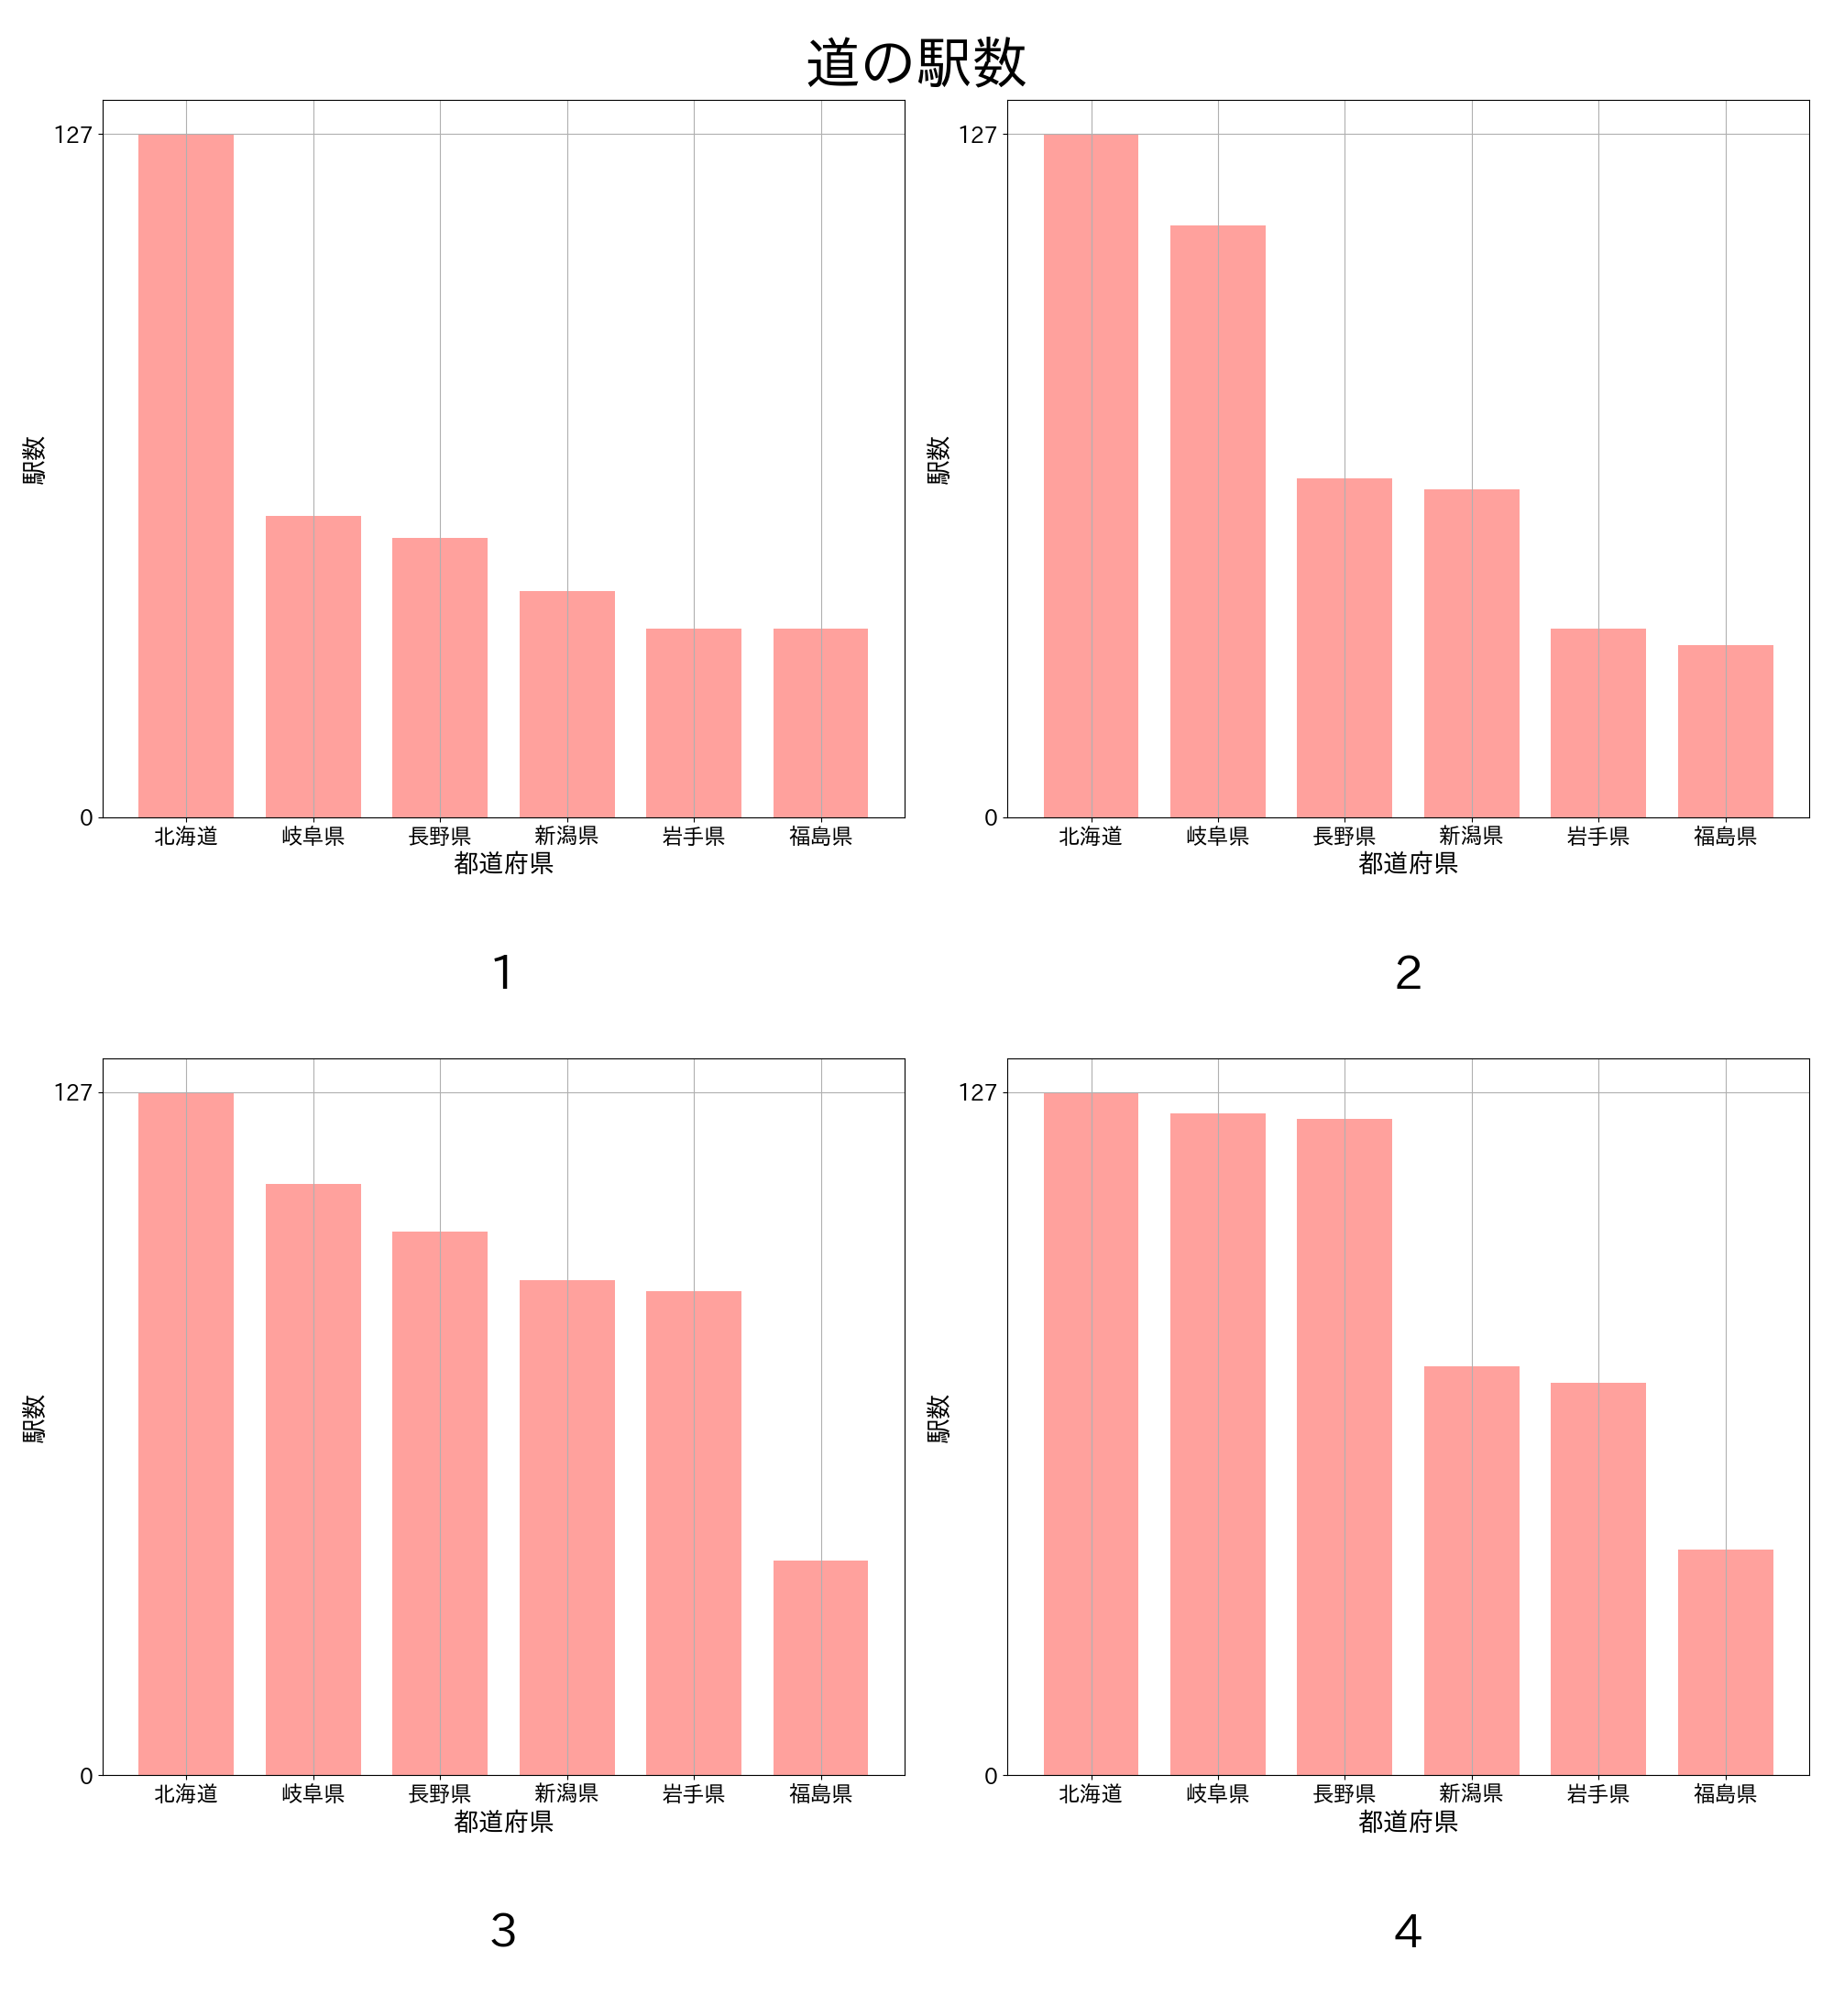 道の駅数
127
0
駅数
北海道 岐阜県 長野県 新潟県 岩手県 福島県
都道府県
1
127
0
駅数
北海道 岐阜県 長野県 新潟県 岩手県 福島県
都道府県
2
127
0
駅数
北海道 岐阜県 長野県 新潟県 岩手県 福島県
都道府県
3
127
0
駅数
北海道 岐阜県 長野県 新潟県 岩手県 福島県
都道府県
4